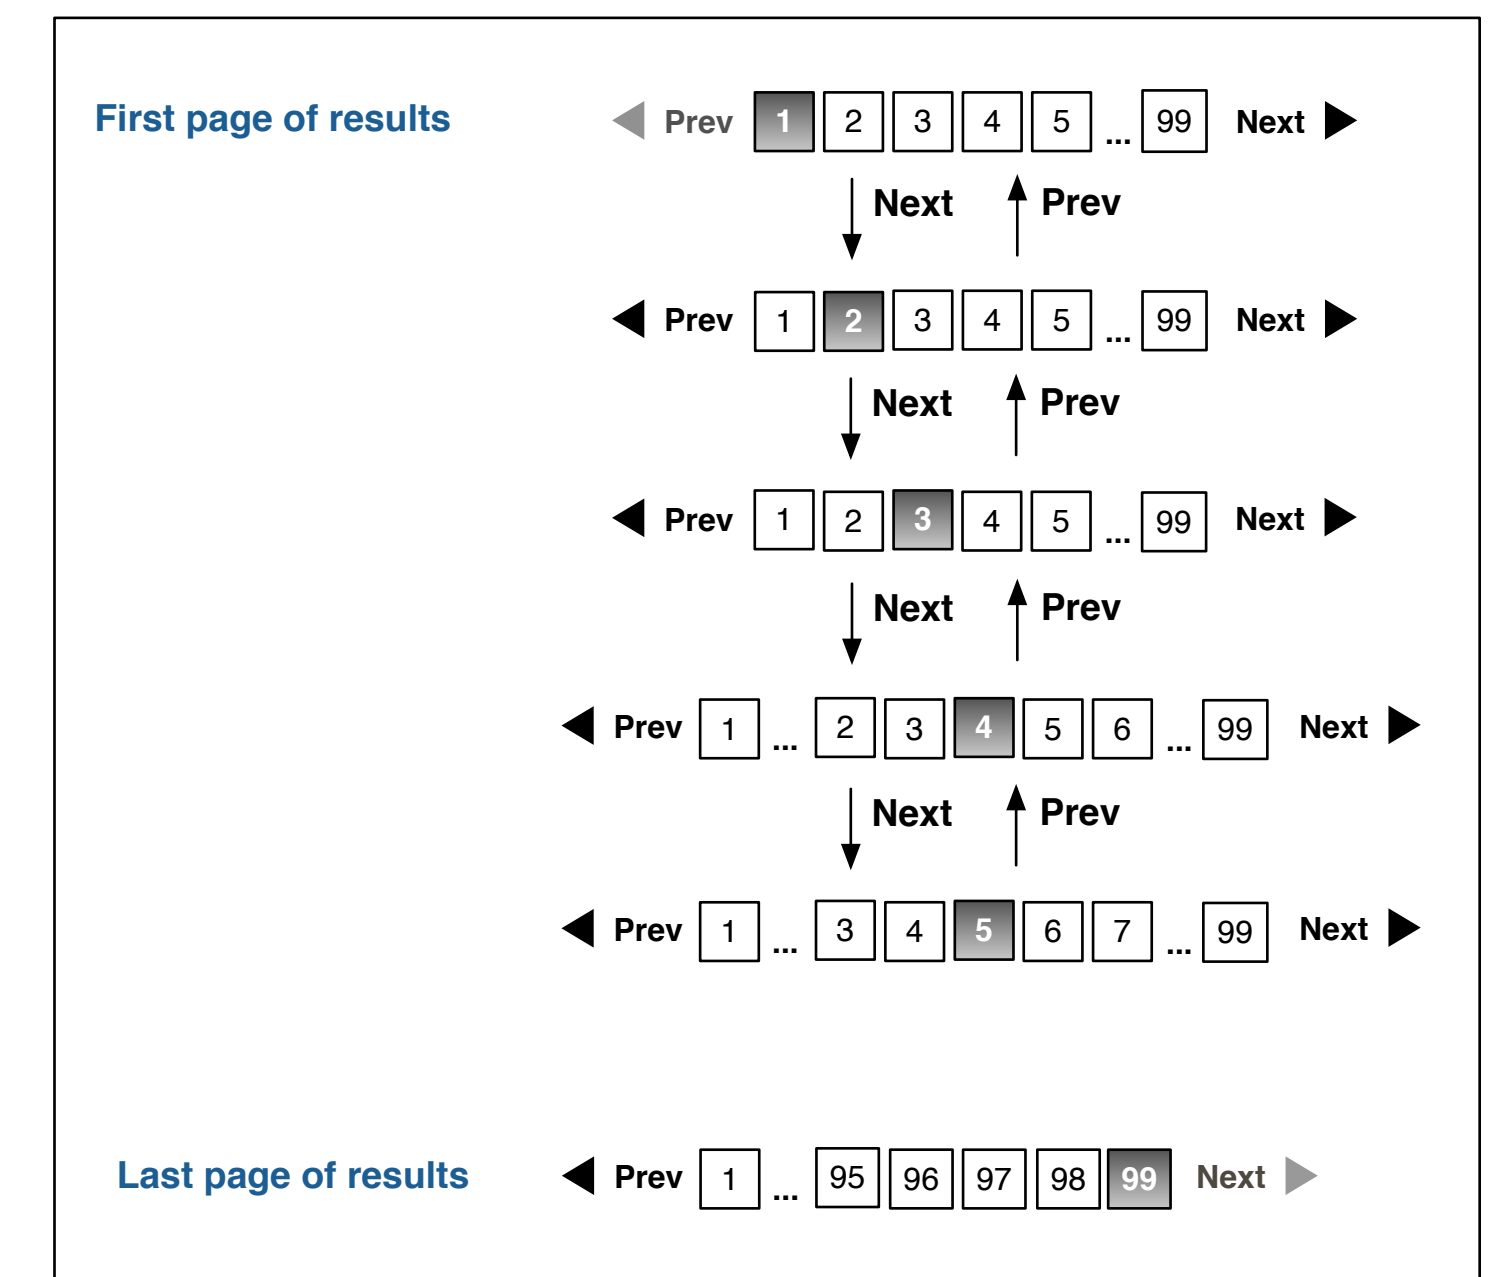 First page of results Prev 1 2 3 4 5 ... 99 Next
Next Prev
Prev 1 2 3 4 5 ... 99 Next
Next Prev
Prev 1 2 3 4 5 ... 99 Next
Next Prev
Prev 1 ... 2 3 4 5 6 ... 99 Next
Next Prev
Prev 1 ... 3 4 5 6 7 ... 99 Next
Last page of results Prev 1 ... 95 96 97 98 99 Next